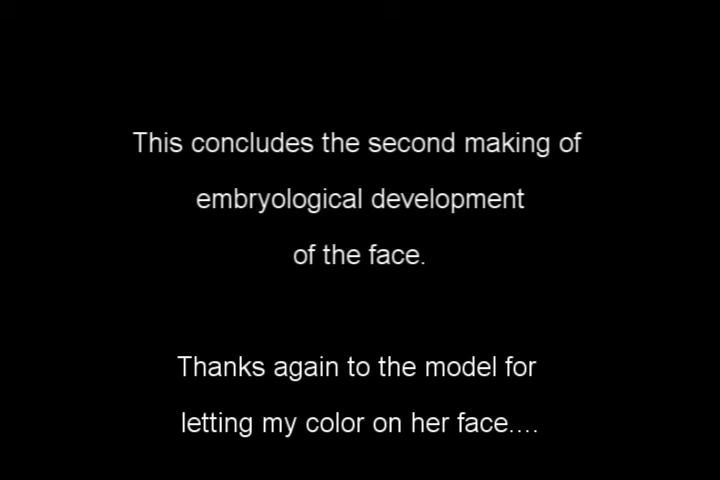 This concludes the second making of
embryological development
of the face.
Thanks again to the model for
letting my color on her face....